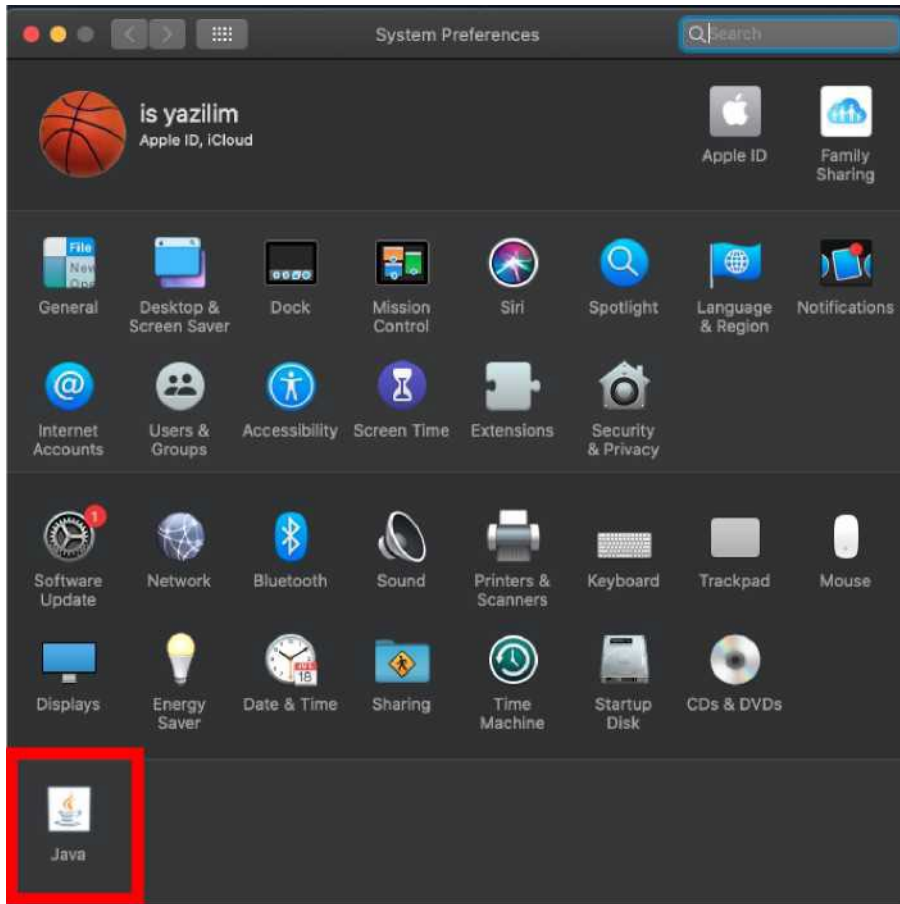 System Preferences
Search
is yazilim
Apple ID, iCloud
Apple ID
Family
Sharing
File
New
General
Desktop &
Screen Saver
Dock
Mission
Control
Siri
Spotlight
Language
& Region
Notifications
Internet
Accounts
Users &
Groups
Accessibility
Screen Time
Extensions
Security
& Privacy
1
Software
Update
Network
Bluetooth
Sound
Printers &
Scanners
Keyboard
Trackpad
Mouse
Displays
Energy
Saver
18
Date & Time
Sharing
Time
Machine
Startup
Disk
CDs & DVDs
Java